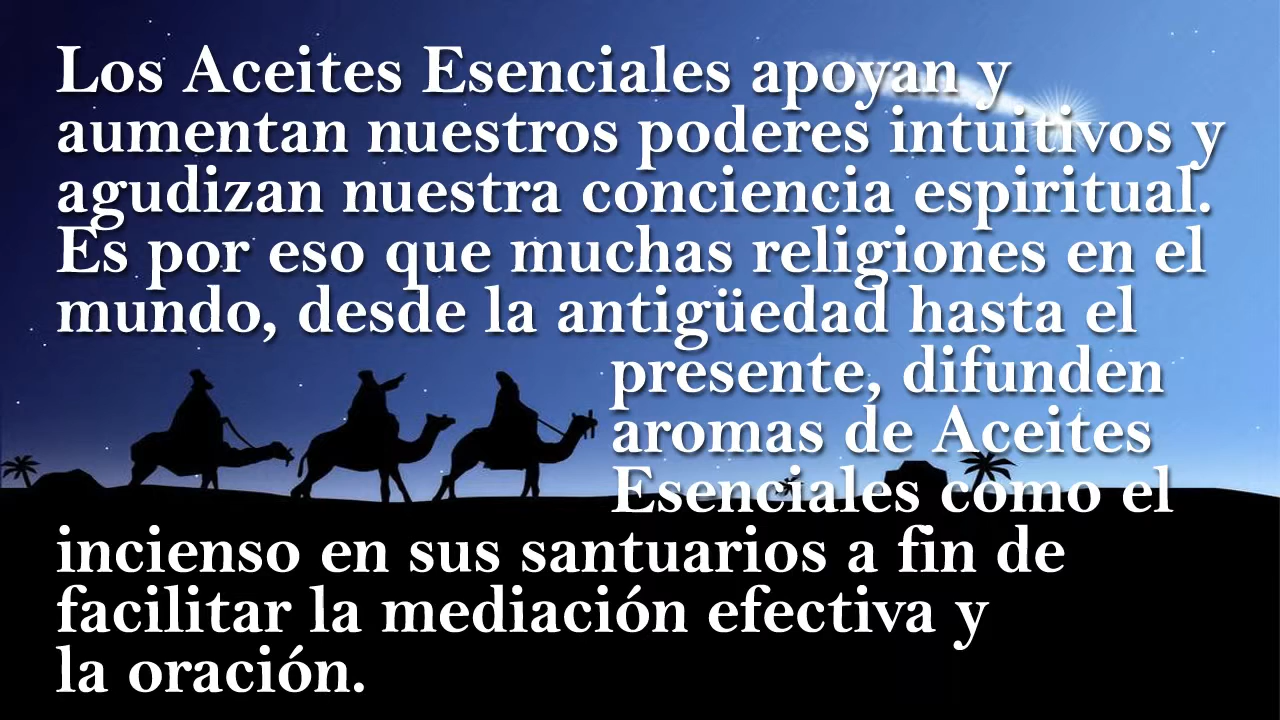 Los Aceites Esenciales apoyan y
aumentan nuestros poderes intuitivos y
agudizan nuestra conciencia espiritual.
Es por eso que muchas religiones en el
mundo, desde la antigüedad hasta el
presente, difunden
aromas de Aceites
Esenciales como el
incienso en sus santuarios a fin de
facilitar la mediación efectiva y
la oración.